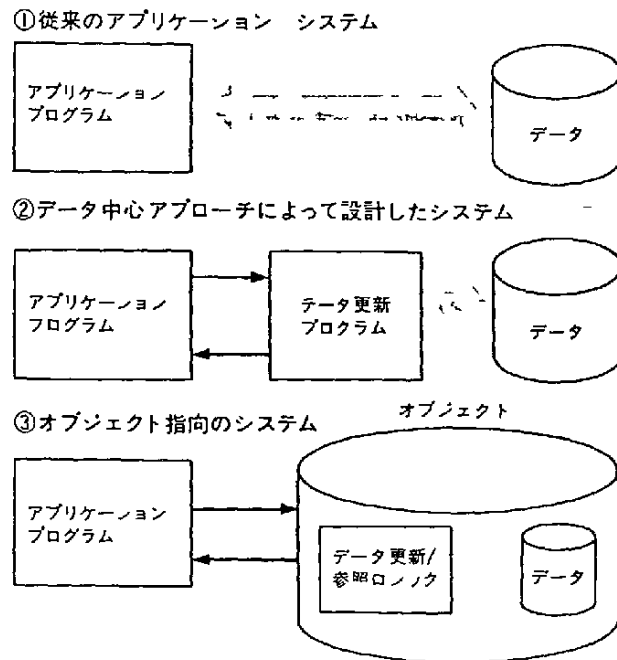 ①従来のアプリケーション システム
アプリケーション
プログラム
データ
②データ中心アプローチによって設計したシステム
アプリケーション
プログラム
データ更新
プログラム
データ
③オブジェクト指向のシステム
オブジェクト
アプリケーション
プログラム
データ更新/
参照ロジック
データ